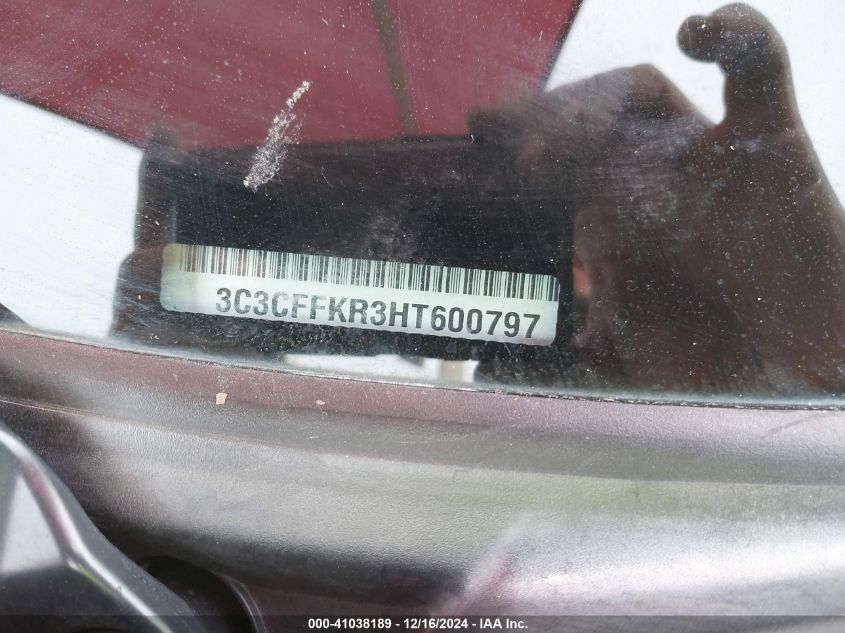 3C3CFFKR3HT600797
000-41038189 - 12/16/2024 - IAA Inc.